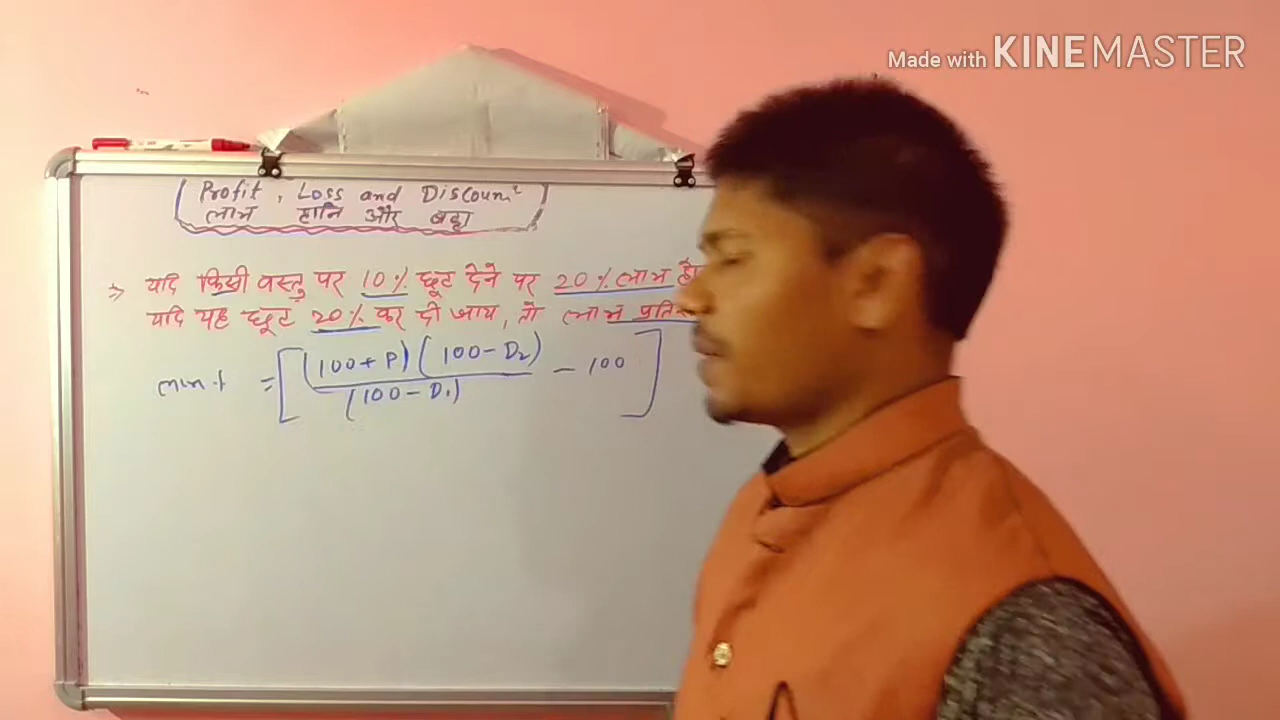 Made with KINEMASTER
Profit, Loss and Discount
लाभ हानि और बट्टा
⇒ यदि किसी वस्तु पर 10% छूट देने पर 20% लाभ हो
यदि यह छूट 20% कर दी जाय, तो लाभ प्रति
लाभ% = [(100+P)(100-D₂)/(100-D₁) - 100]